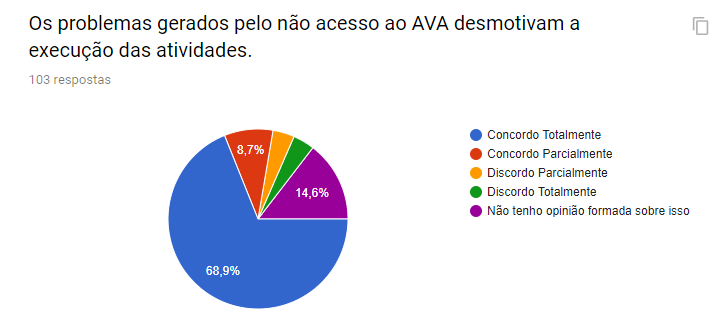 Os problemas gerados pelo não acesso ao AVA desmotivam a
execução das atividades.
103 respostas
8,7%
14,6%
68,9%
Concordo Totalmente
Concordo Parcialmente
Discordo Parcialmente
Discordo Totalmente
Não tenho opinião formada sobre isso